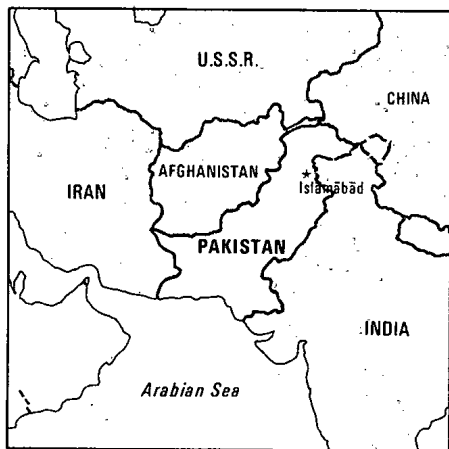 U.S.S.R.
CHINA
AFGHANISTAN
IRAN
Islāmābād
PAKISTAN
INDIA
Arabian Sea